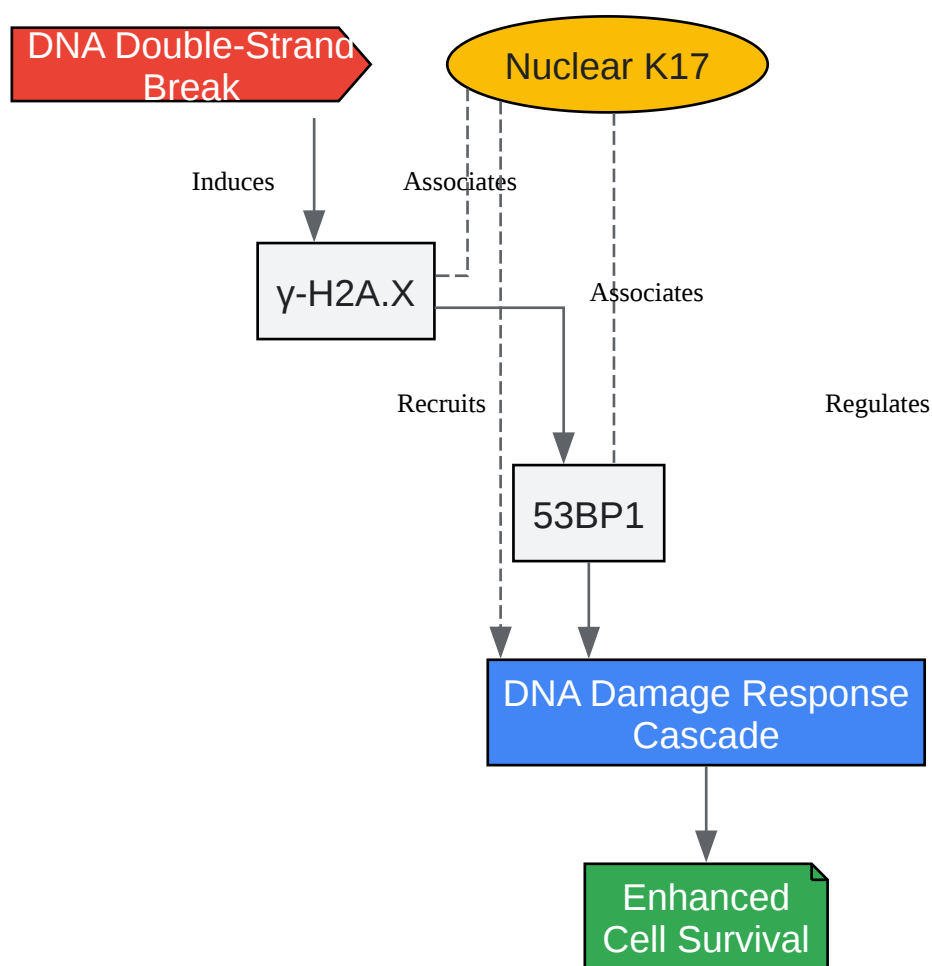 DNA Double-Strand
Break
Nuclear K17
Induces
Associates
γ-H2A.X
Associates
Recruits
Regulates
53BP1
DNA Damage Response
Cascade
Enhanced
Cell Survival